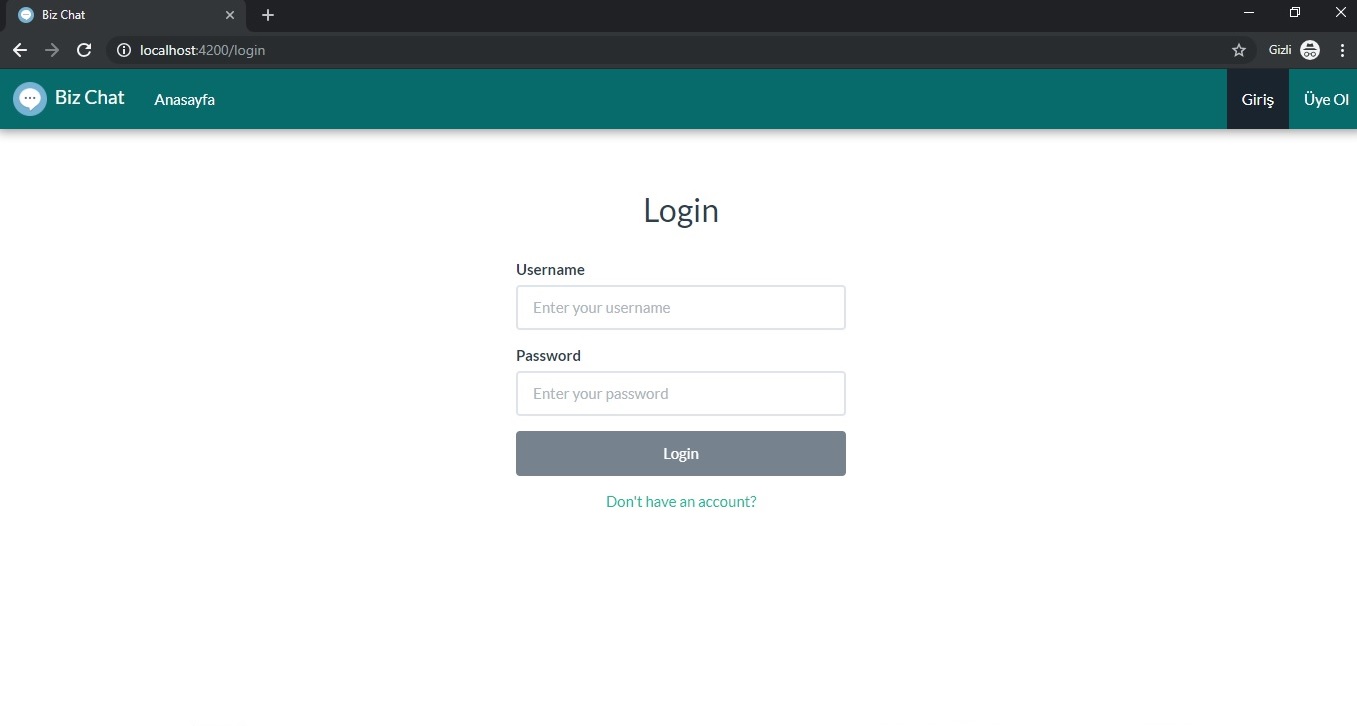 Biz Chat
localhost:4200/login
Gizli
Biz Chat Anasayfa Giriş Üye Ol
Login
Username
Enter your username
Password
Enter your password
Login
Don't have an account?